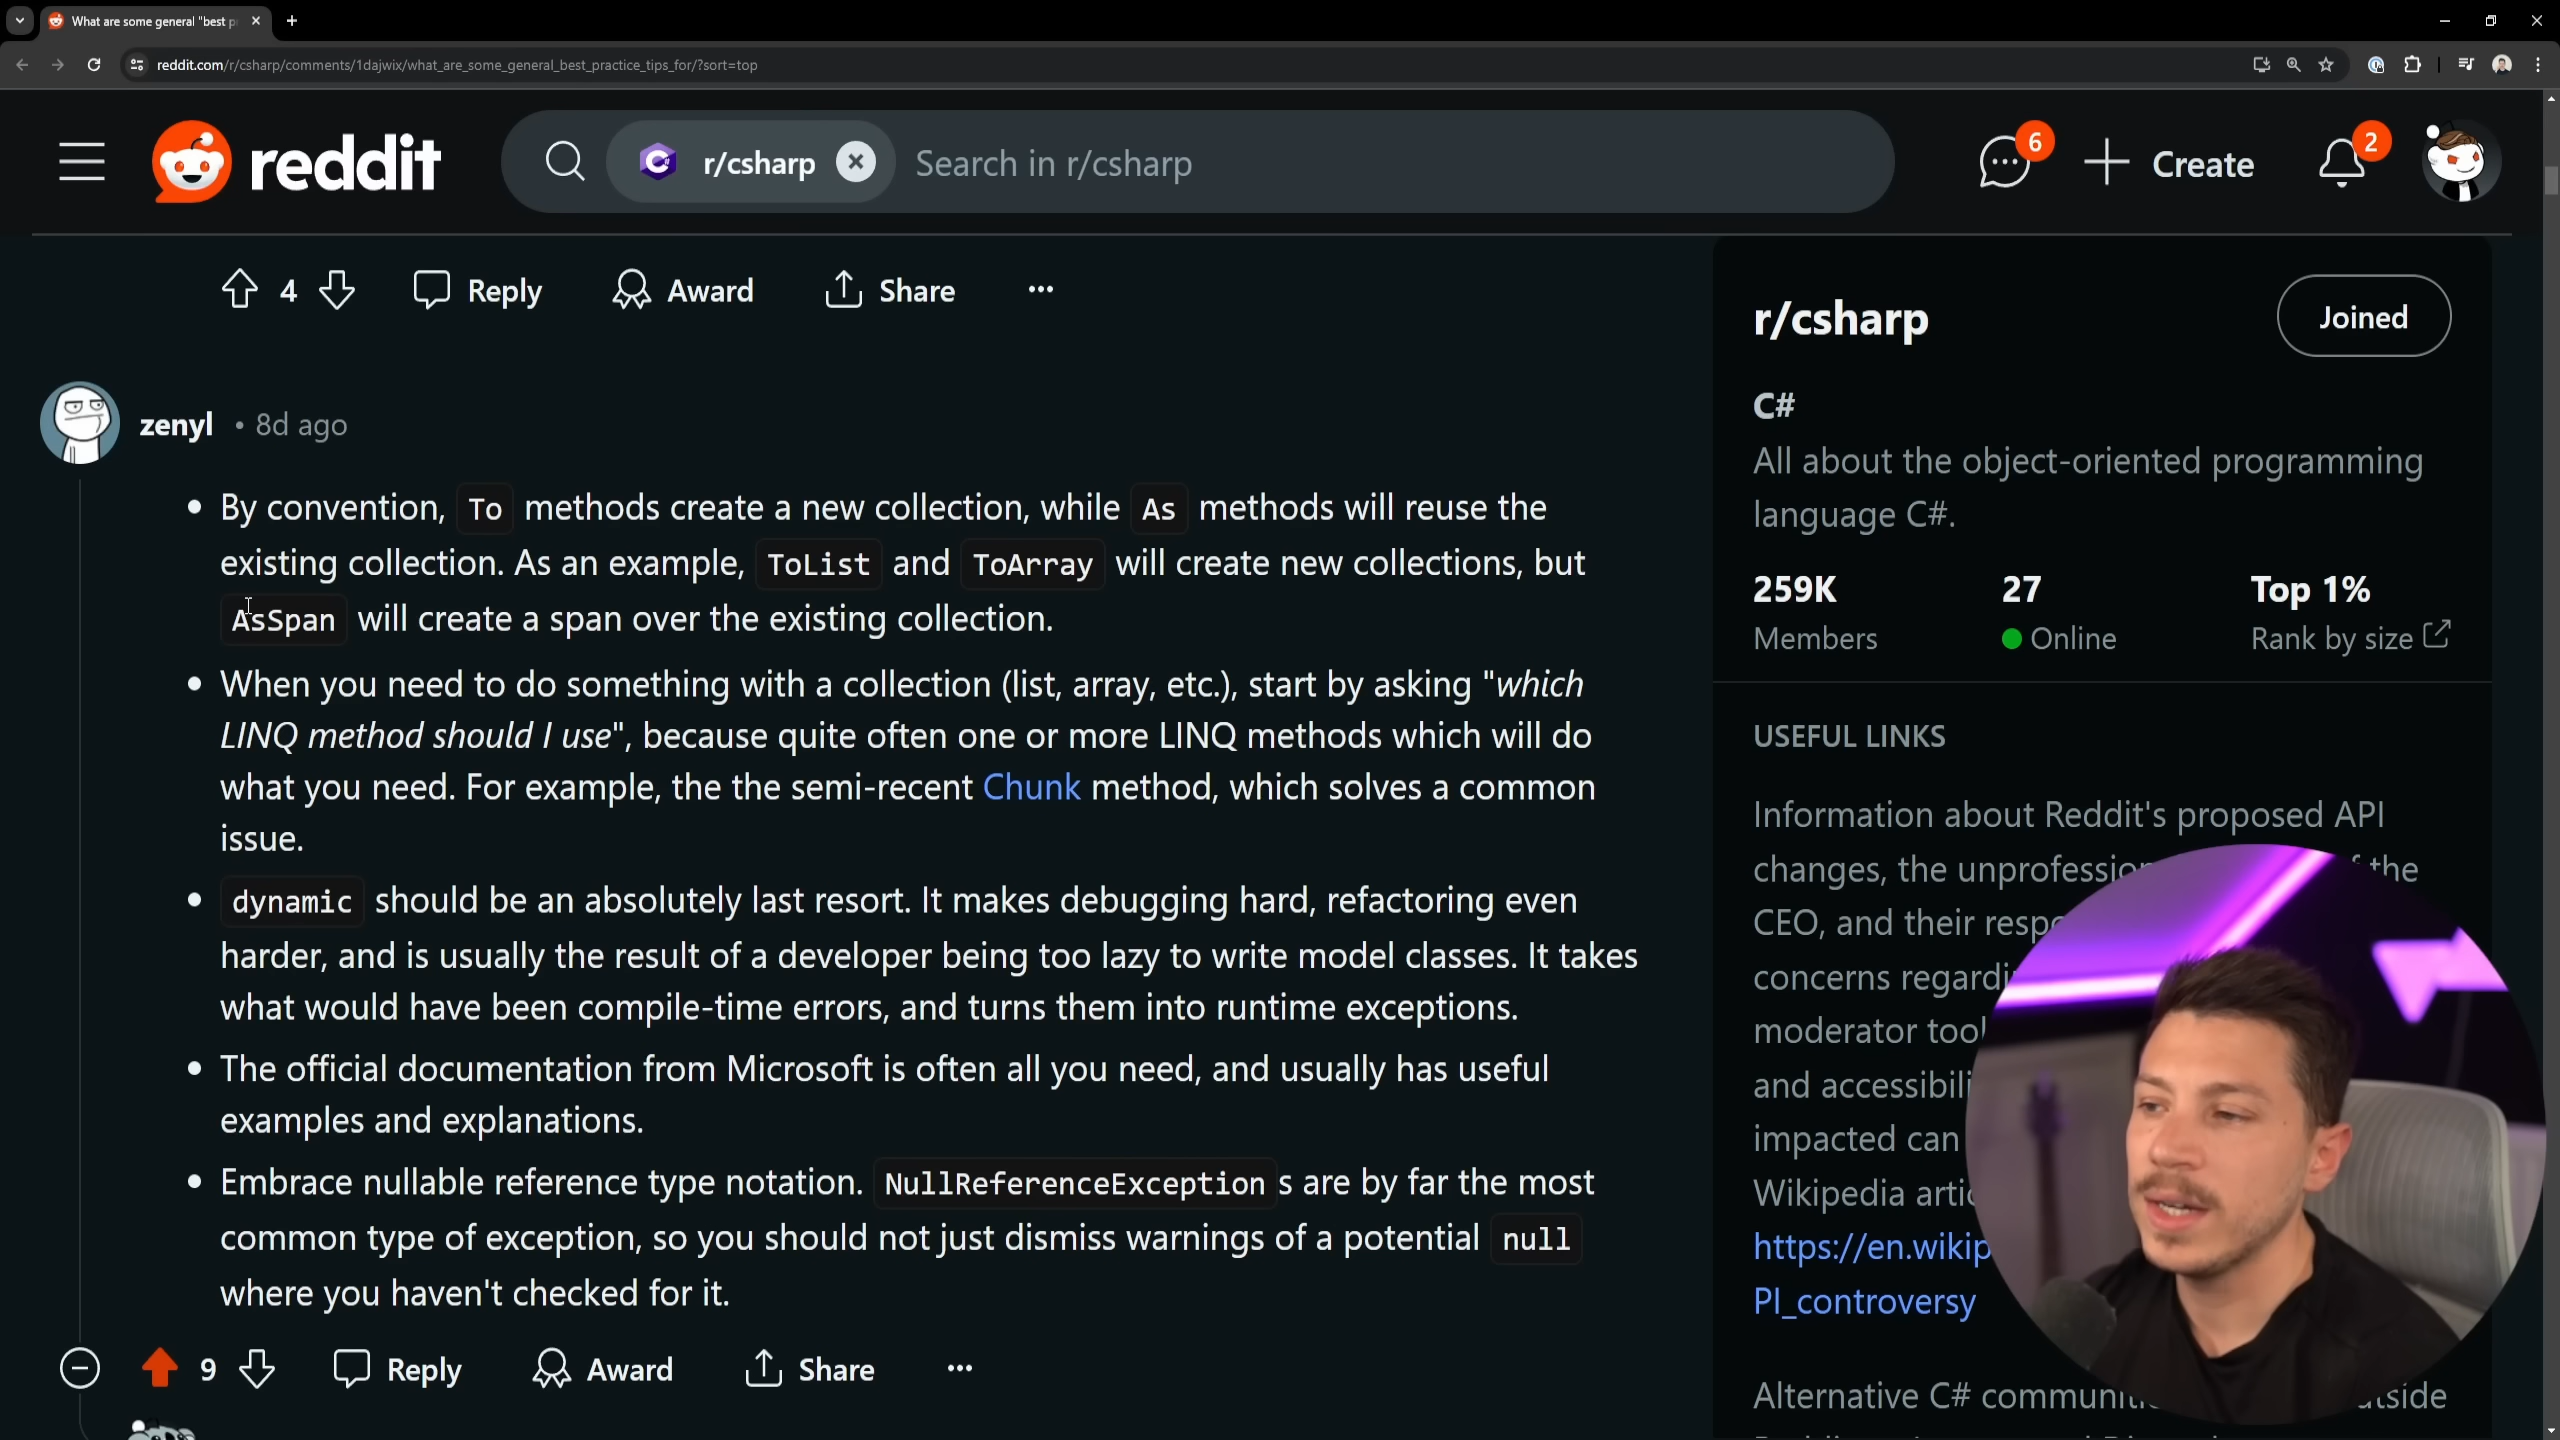 What are some general "best p
reddit.com/r/csharp/comments/1dajwix/what_are_some_general_best_practice_tips_for/?sort=top
reddit
r/csharp
Search in r/csharp
6
Create
2
4
Reply
Award
Share
zenyl • 8d ago
• By convention, To methods create a new collection, while As methods will reuse the
existing collection. As an example, ToList and ToArray will create new collections, but
AsSpan will create a span over the existing collection.
• When you need to do something with a collection (list, array, etc.), start by asking "which
LINQ method should I use", because quite often one or more LINQ methods which will do
what you need. For example, the the semi-recent Chunk method, which solves a common
issue.
• dynamic should be an absolutely last resort. It makes debugging hard, refactoring even
harder, and is usually the result of a developer being too lazy to write model classes. It takes
what would have been compile-time errors, and turns them into runtime exceptions.
• The official documentation from Microsoft is often all you need, and usually has useful
examples and explanations.
• Embrace nullable reference type notation. NullReferenceException s are by far the most
common type of exception, so you should not just dismiss warnings of a potential null
where you haven't checked for it.
9
Reply
Award
Share
r/csharp
Joined
C#
All about the object-oriented programming
language C#.
259K
Members
27
Online
Top 1%
Rank by size
USEFUL LINKS
Information about Reddit's proposed API
changes, the the
CEO, and their
concerns
moderator
and
impacted can
Wikipedia
https://en.wikip
PI_controversy
Alternative C#